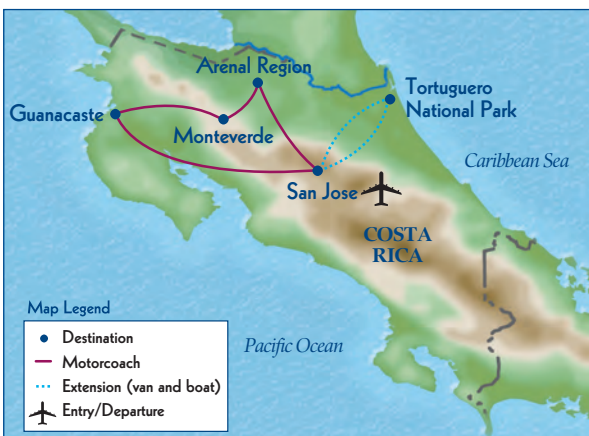 Arenal Region
Tortuguero
National Park
Guanacaste
Monteverde
Caribbean Sea
San Jose
COSTA
RICA
Map Legend
Destination
Motorcoach
Extension (van and boat)
Entry/Departure
Pacific Ocean